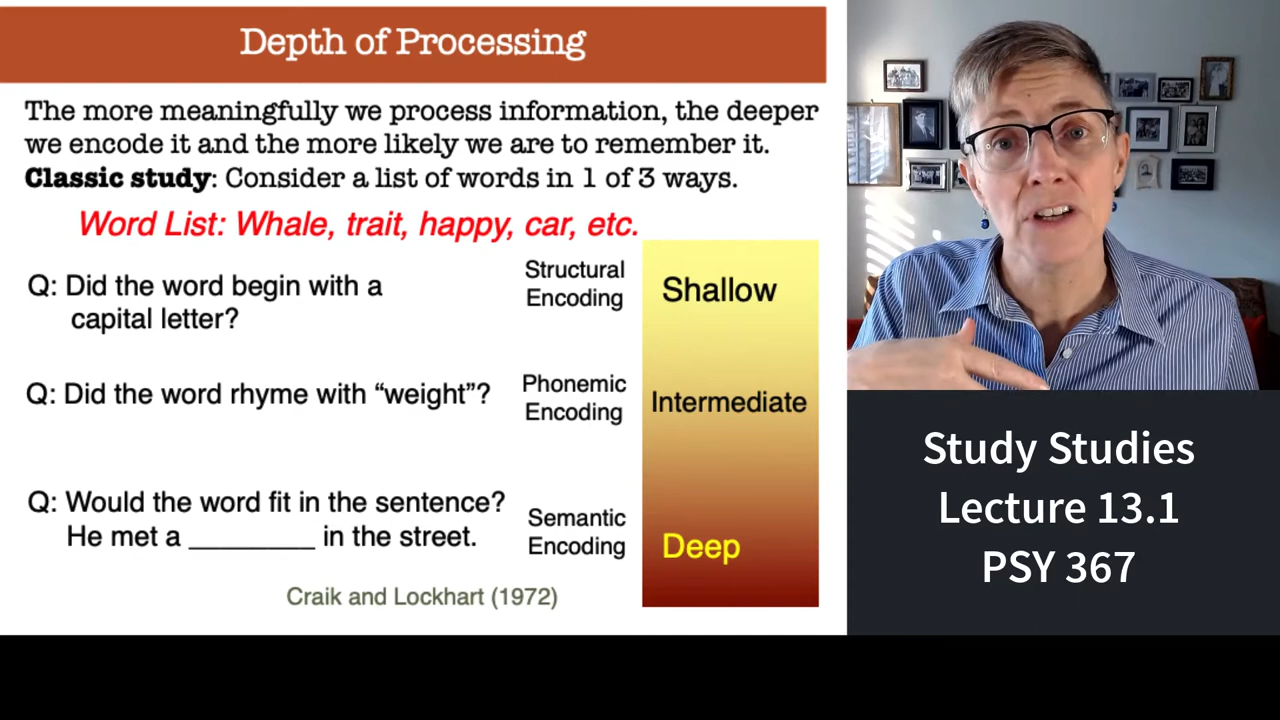 Depth of Processing
The more meaningfully we process information, the deeper
we encode it and the more likely we are to remember it.
Classic study: Consider a list of words in 1 of 3 ways.
Word List: Whale, trait, happy, car, etc.
Q: Did the word begin with a
capital letter?
Structural
Encoding
Shallow
Q: Did the word rhyme with “weight”?
Phonemic
Encoding
Intermediate
Q: Would the word fit in the sentence?
He met a ________ in the street.
Semantic
Encoding
Deep
Craik and Lockhart (1972)
Study Studies
Lecture 13.1
PSY 367